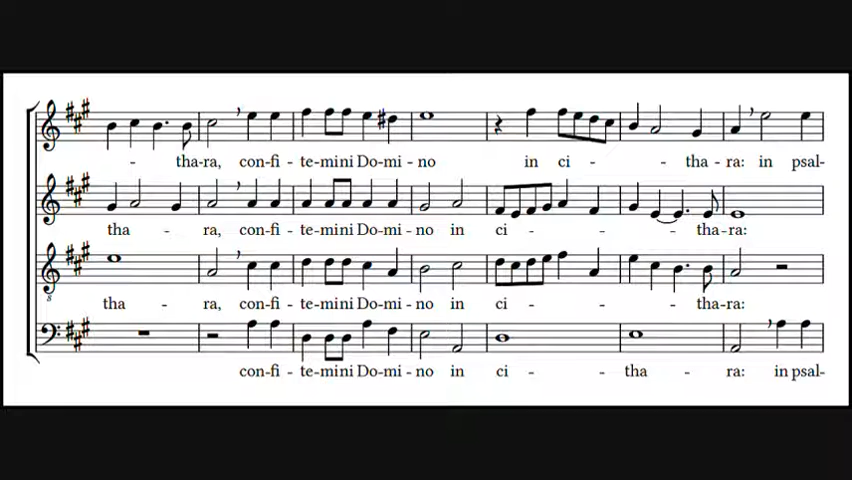 - tha-ra, con-fi-te-mini Do-mi-no in ci - - tha-ra: in psal-
tha - ra, con-fi-te-mini Do-mi-no in ci - - - tha-ra:
8
tha - ra, con-fi-te-mini Do-mi-no in ci - - - tha-ra:
con-fi-te-mini Do-mi-no in ci - - tha - ra: in psal-